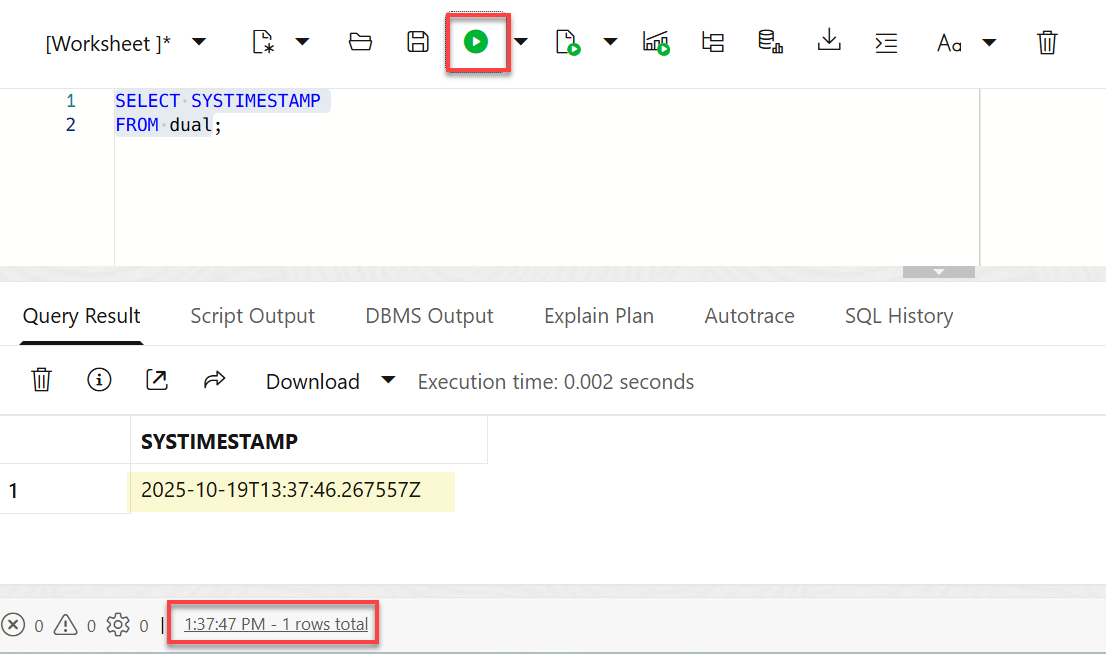 [Worksheet ]*
Aa
1 SELECT SYSTIMESTAMP
2 FROM dual;
Query Result Script Output DBMS Output Explain Plan Autotrace SQL History
Download Execution time: 0.002 seconds
SYSTIMESTAMP
1 2025-10-19T13:37:46.267557Z
0 0 0 | 1:37:47 PM - 1 rows total